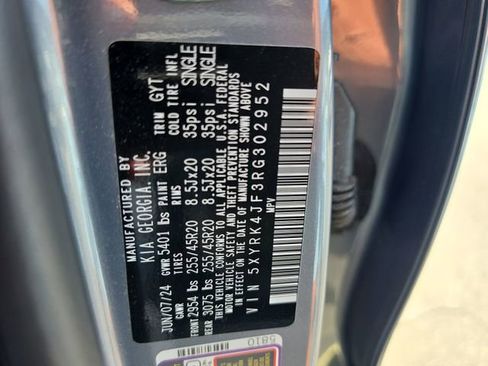 MANUFACTURED BY
KIA GEORGIA, INC.
JUN/07/24 GVWR 5401 lbs PAINT ERG TRIM GYT
GAWR TIRES RIMS COLD TIRE INFL
FRONT 2954 lbs 255/45R20 8.5Jx20 35psi SINGLE
REAR 3075 lbs 255/45R20 8.5Jx20 35psi SINGLE
THIS VEHICLE CONFORMS TO ALL APPLICABLE U.S.A. FEDERAL
MOTOR VEHICLE SAFETY AND THEFT PREVENTION STANDARDS
IN EFFECT ON THE DATE OF MANUFACTURE SHOWN ABOVE
VIN 5XYRK4JF3RG302952
MPV
5810